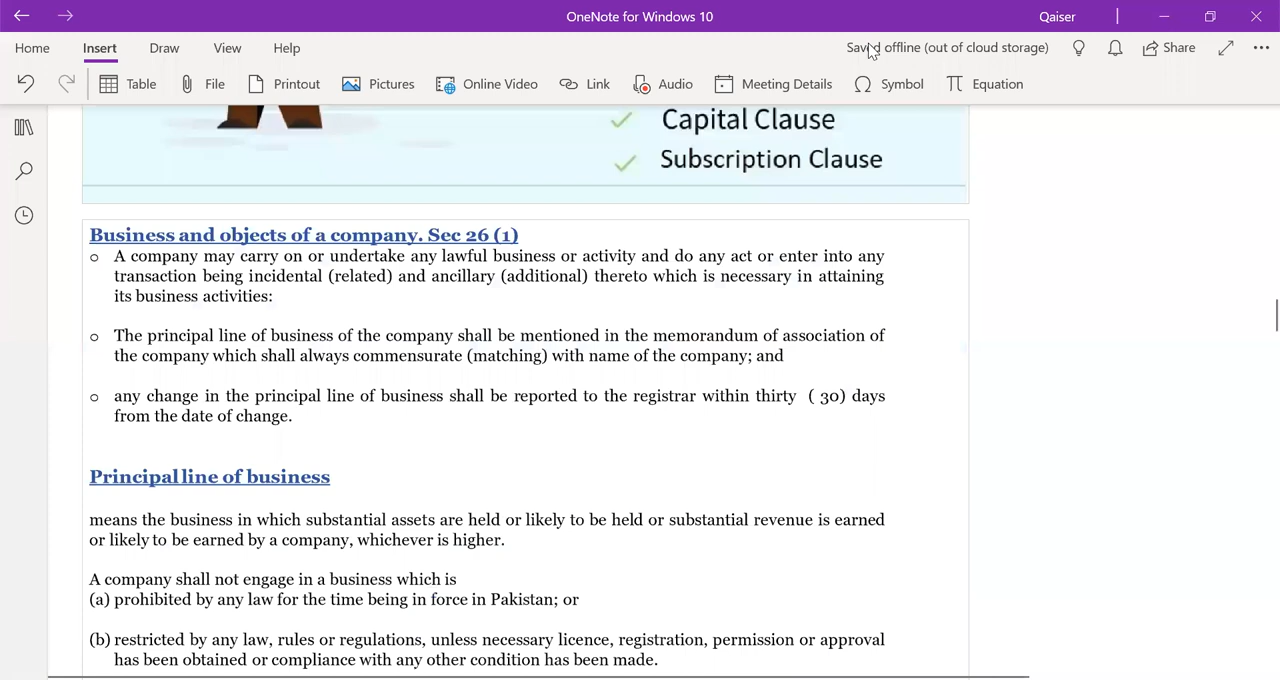 OneNote for Windows 10
Qaiser
Home Insert Draw View Help
Saved offline (out of cloud storage)
Share
Table File Printout Pictures Online Video Link Audio Meeting Details Symbol Equation
Capital Clause
Subscription Clause
Business and objects of a company. Sec 26 (1)
o A company may carry on or undertake any lawful business or activity and do any act or enter into any
transaction being incidental (related) and ancillary (additional) thereto which is necessary in attaining
its business activities:
o The principal line of business of the company shall be mentioned in the memorandum of association of
the company which shall always commensurate (matching) with name of the company; and
o any change in the principal line of business shall be reported to the registrar within thirty ( 30) days
from the date of change.
Principal line of business
means the business in which substantial assets are held or likely to be held or substantial revenue is earned
or likely to be earned by a company, whichever is higher.
A company shall not engage in a business which is
(a) prohibited by any law for the time being in force in Pakistan; or
(b) restricted by any law, rules or regulations, unless necessary licence, registration, permission or approval
has been obtained or compliance with any other condition has been made.